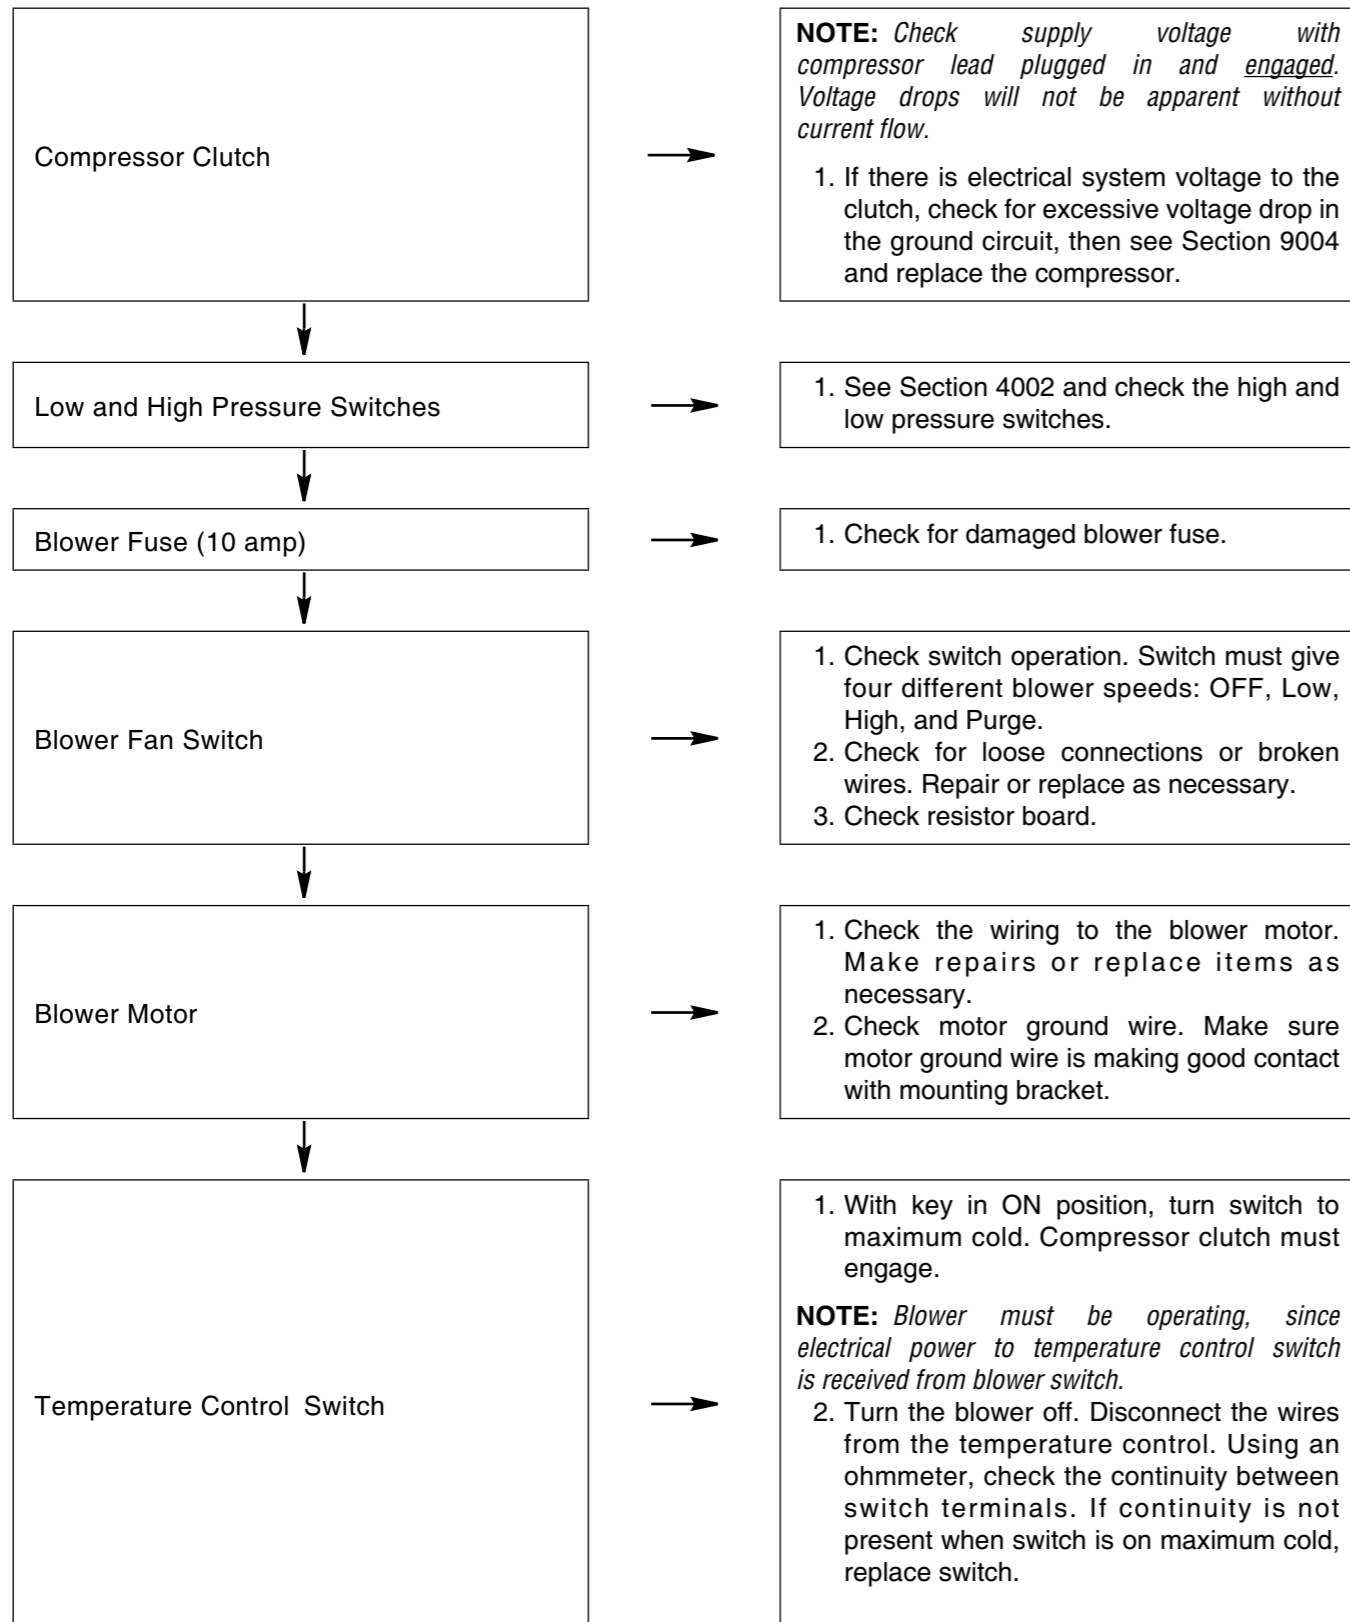 Compressor Clutch
NOTE: Check supply voltage with
compressor lead plugged in and engaged.
Voltage drops will not be apparent without
current flow.
1. If there is electrical system voltage to the
clutch, check for excessive voltage drop in
the ground circuit, then see Section 9004
and replace the compressor.
Low and High Pressure Switches
1. See Section 4002 and check the high and
low pressure switches.
Blower Fuse (10 amp)
1. Check for damaged blower fuse.
Blower Fan Switch
1. Check switch operation. Switch must give
four different blower speeds: OFF, Low,
High, and Purge.
2. Check for loose connections or broken
wires. Repair or replace as necessary.
3. Check resistor board.
Blower Motor
1. Check the wiring to the blower motor.
Make repairs or replace items as
necessary.
2. Check motor ground wire. Make sure
motor ground wire is making good contact
with mounting bracket.
Temperature Control Switch
1. With key in ON position, turn switch to
maximum cold. Compressor clutch must
engage.
NOTE: Blower must be operating, since
electrical power to temperature control switch
is received from blower switch.
2. Turn the blower off. Disconnect the wires
from the temperature control. Using an
ohmmeter, check the continuity between
switch terminals. If continuity is not
present when switch is on maximum cold,
replace switch.